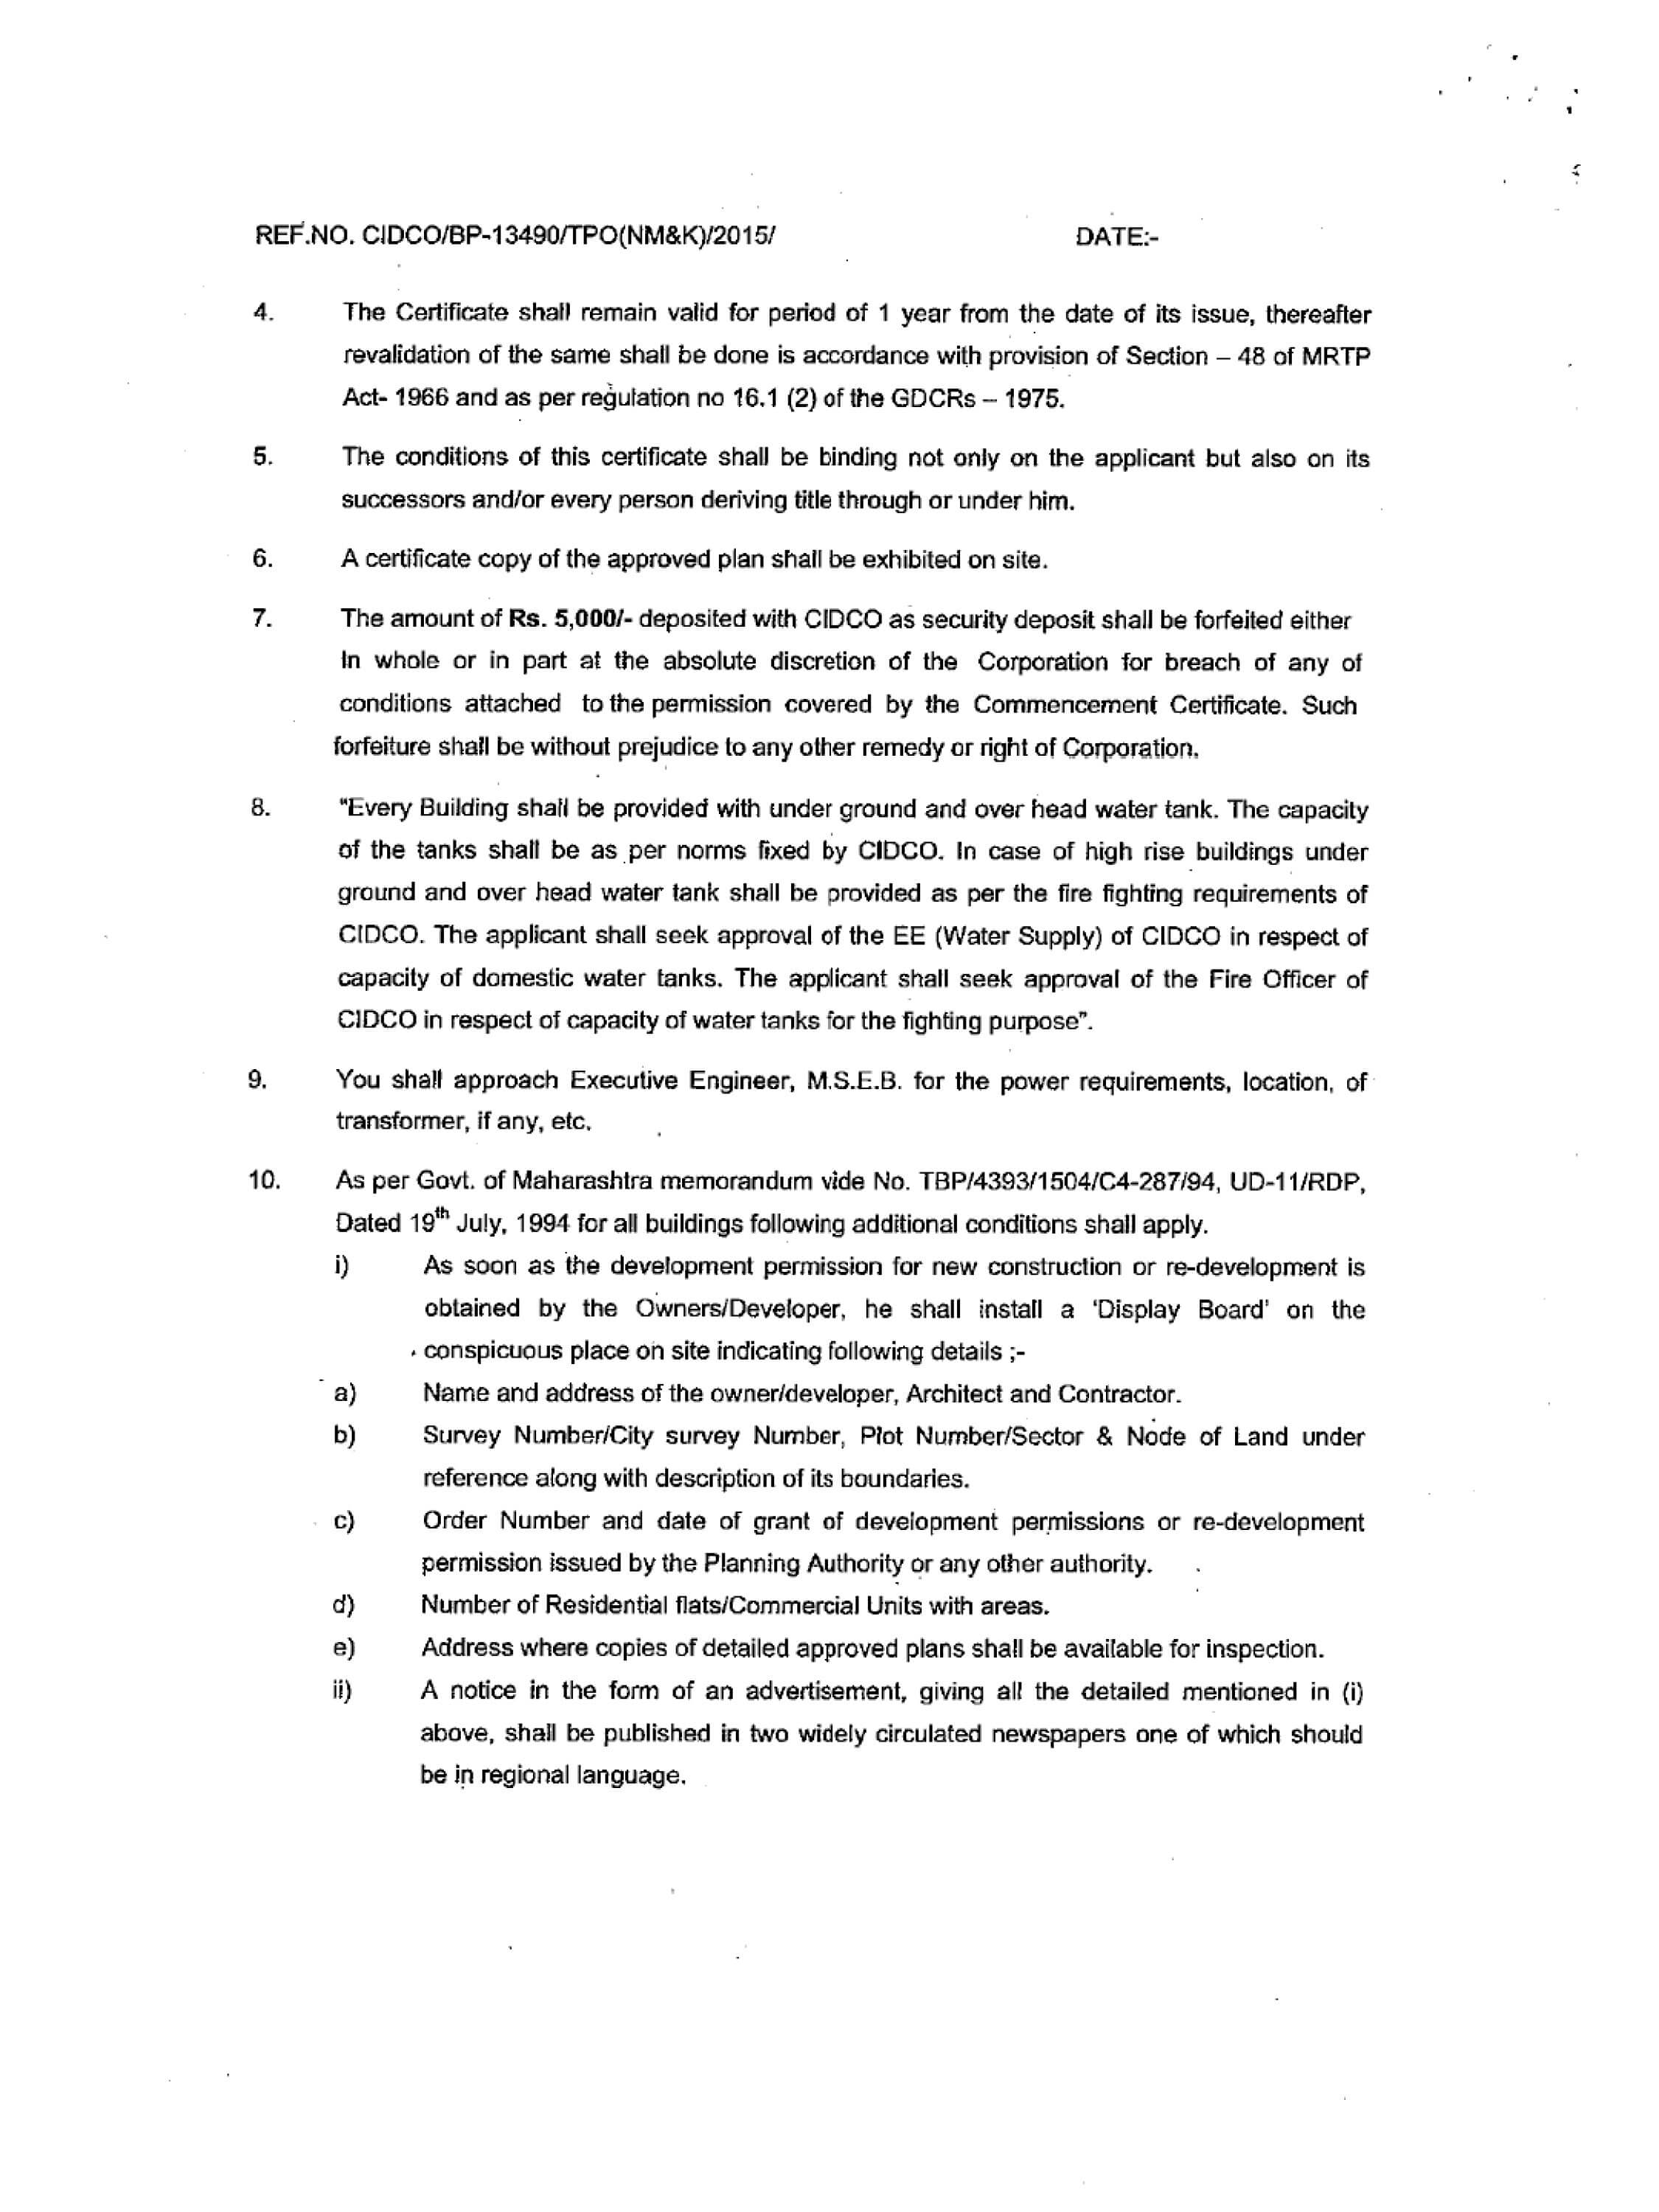 REF.NO. CIDCO/BP-13490/TPO(NM&K)/2015/ DATE:-
4. The Certificate shall remain valid for period of 1 year from the date of its issue, thereafter
revalidation of the same shall be done is accordance with provision of Section – 48 of MRTP
Act- 1966 and as per regulation no 16.1 (2) of the GDCRs – 1975.
5. The conditions of this certificate shall be binding not only on the applicant but also on its
successors and/or every person deriving title through or under him.
6. A certificate copy of the approved plan shall be exhibited on site.
7. The amount of Rs. 5,000/- deposited with CIDCO as security deposit shall be forfeited either
In whole or in part at the absolute discretion of the Corporation for breach of any of
conditions attached to the permission covered by the Commencement Certificate. Such
forfeiture shall be without prejudice to any other remedy or right of Corporation.
8. "Every Building shall be provided with under ground and over head water tank. The capacity
of the tanks shall be as per norms fixed by CIDCO. In case of high rise buildings under
ground and over head water tank shall be provided as per the fire fighting requirements of
CIDCO. The applicant shall seek approval of the EE (Water Supply) of CIDCO in respect of
capacity of domestic water tanks. The applicant shall seek approval of the Fire Officer of
CIDCO in respect of capacity of water tanks for the fighting purpose".
9. You shall approach Executive Engineer, M.S.E.B. for the power requirements, location, of
transformer, if any, etc.
10. As per Govt. of Maharashtra memorandum vide No. TBP/4393/1504/C4-287/94, UD-11/RDP,
Dated 19th July, 1994 for all buildings following additional conditions shall apply.
i) As soon as the development permission for new construction or re-development is
obtained by the Owners/Developer, he shall install a 'Display Board' on the
conspicuous place on site indicating following details ;-
a) Name and address of the owner/developer, Architect and Contractor.
b) Survey Number/City survey Number, Plot Number/Sector & Node of Land under
reference along with description of its boundaries.
c) Order Number and date of grant of development permissions or re-development
permission issued by the Planning Authority or any other authority.
d) Number of Residential flats/Commercial Units with areas.
e) Address where copies of detailed approved plans shall be available for inspection.
ii) A notice in the form of an advertisement, giving all the detailed mentioned in (i)
above, shall be published in two widely circulated newspapers one of which should
be in regional language.